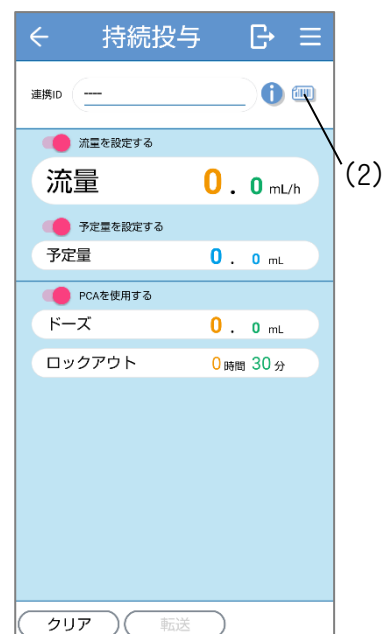 持続投与
連携ID ----
流量を設定する
流量 0.0 mL/h
(2)
予定量を設定する
予定量 0.0 mL
PCAを使用する
ドーズ 0.0 mL
ロックアウト 0時間 30分
クリア 転送